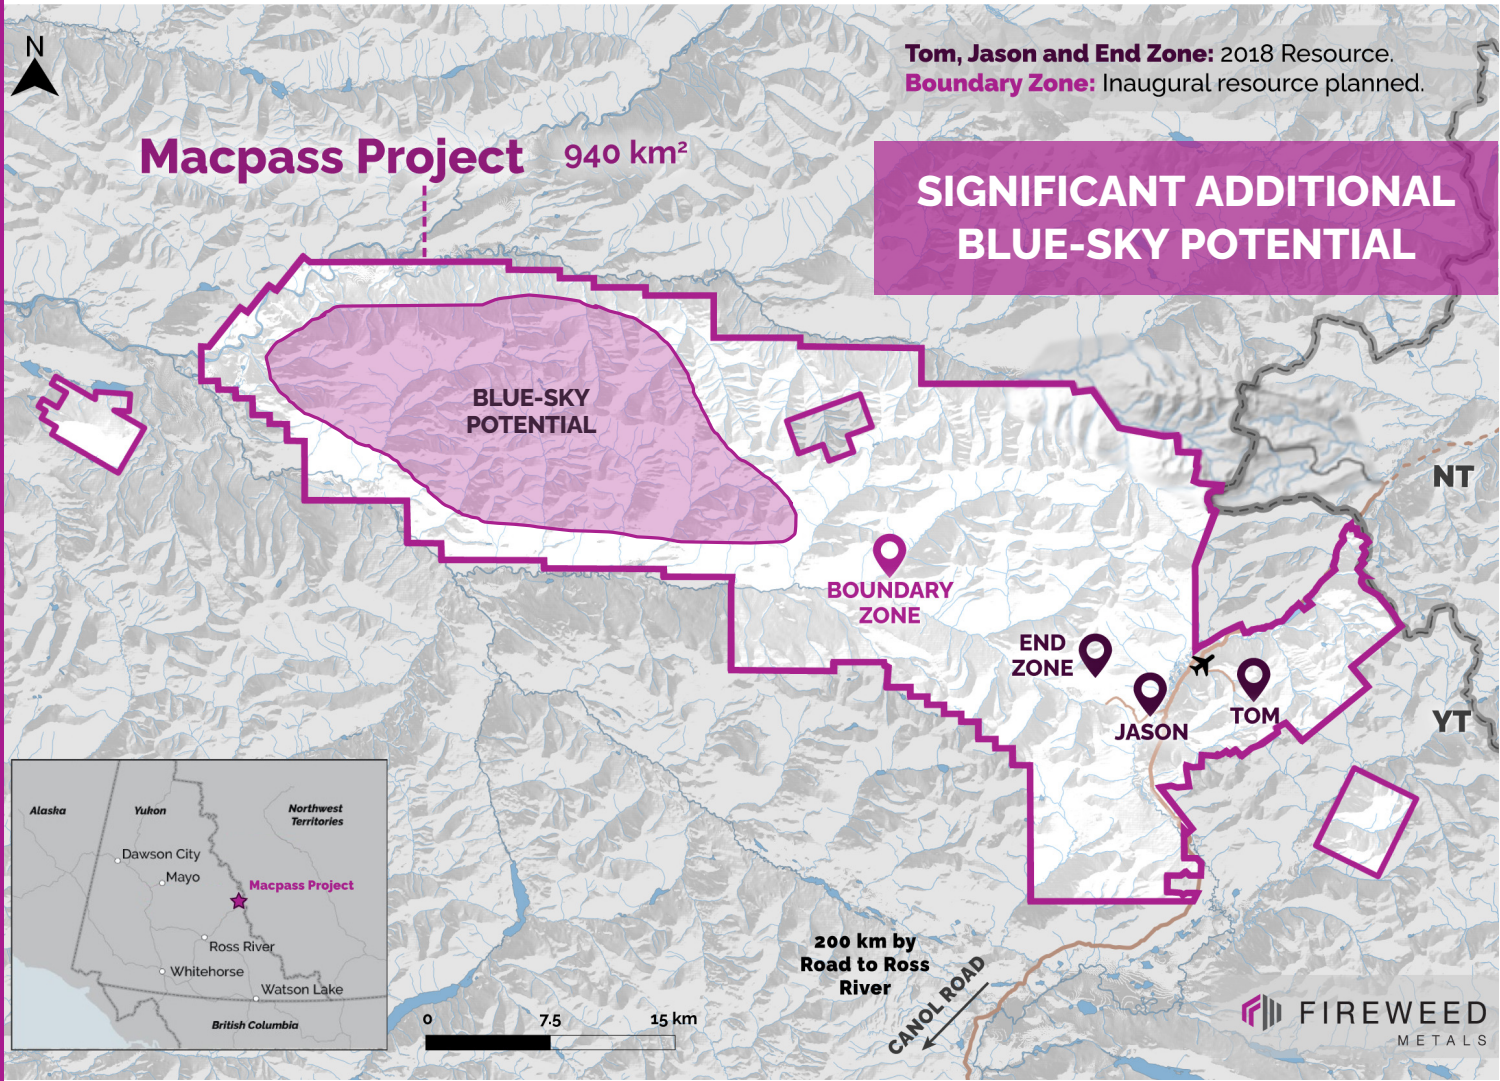 N
Tom, Jason and End Zone: 2018 Resource.
Boundary Zone: Inaugural resource planned.
Macpass Project 940 km²
SIGNIFICANT ADDITIONAL
BLUE-SKY POTENTIAL
BLUE-SKY
POTENTIAL
NT
BOUNDARY
ZONE
END
ZONE
JASON
TOM
YT
Alaska
Yukon
Northwest
Territories
Dawson City
Mayo
Macpass Project
Ross River
Whitehorse
Watson Lake
British Columbia
0 7.5 15 km
200 km by
Road to Ross
River
CANOL ROAD
FIREWEED
METALS